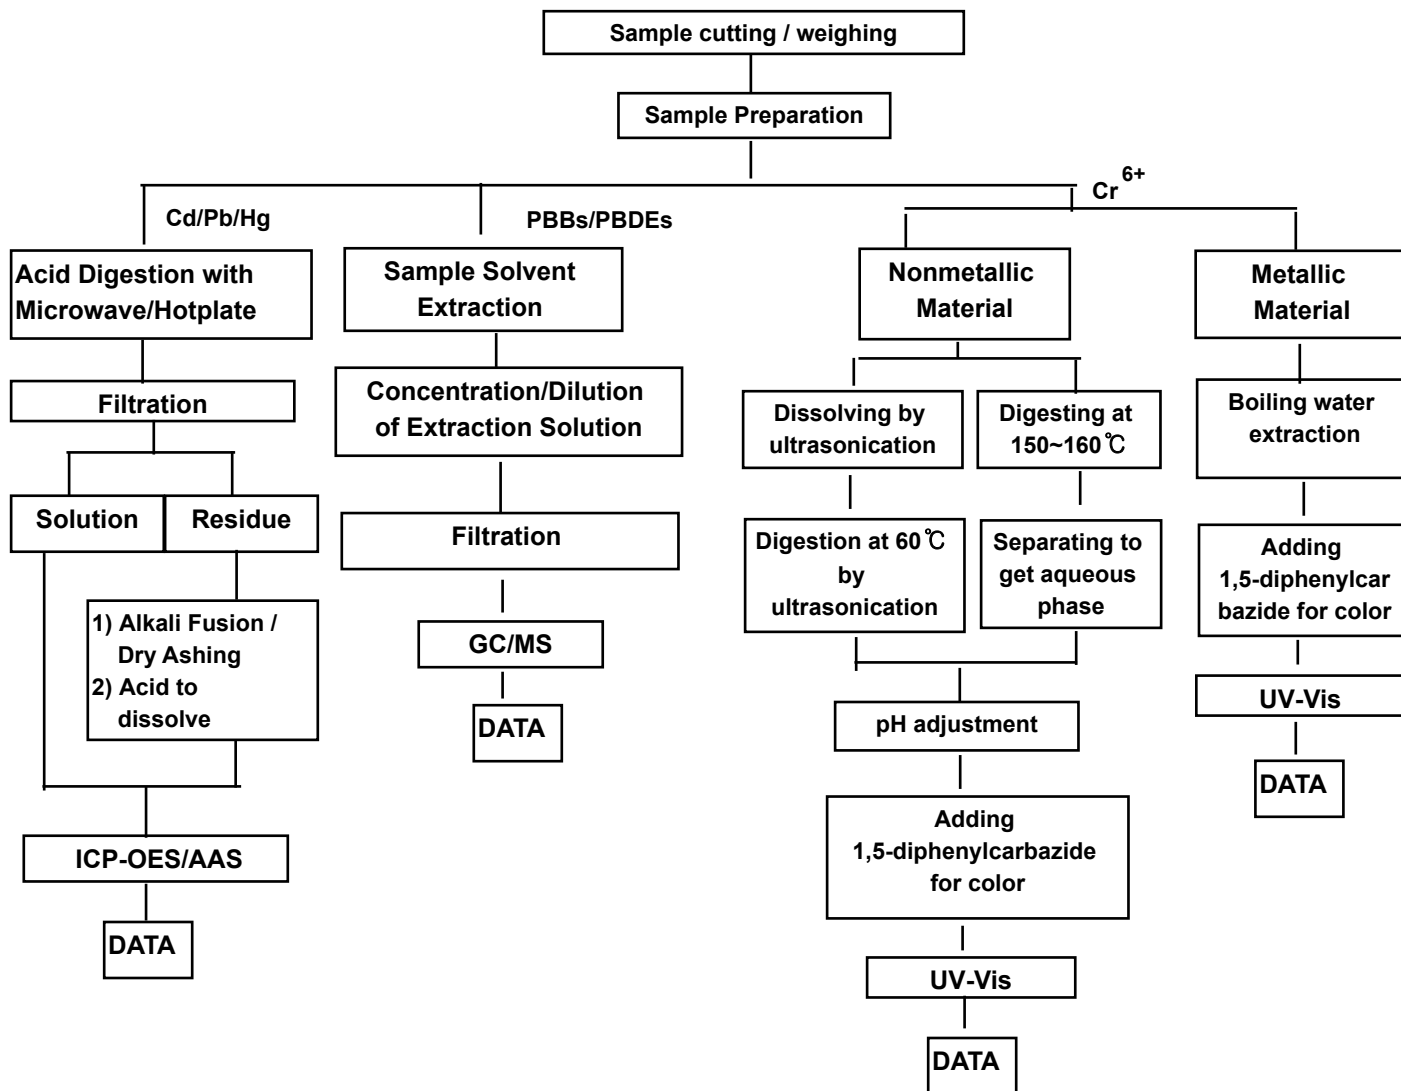 Sample cutting / weighing
Sample Preparation
Cr 6+
Cd/Pb/Hg
PBBs/PBDEs
Acid Digestion with
Microwave/Hotplate
Filtration
Solution
Residue
1) Alkali Fusion /
Dry Ashing
2) Acid to
dissolve
ICP-OES/AAS
DATA
Sample Solvent
Extraction
Concentration/Dilution
of Extraction Solution
Filtration
GC/MS
DATA
Nonmetallic
Material
Dissolving by
ultrasonication
Digestion at 60℃
by
ultrasonication
Digesting at
150~160℃
Separating to
get aqueous
phase
pH adjustment
Adding
1,5-diphenylcarbazide
for color
UV-Vis
DATA
Metallic
Material
Boiling water
extraction
Adding
1,5-diphenylcar
bazide for color
UV-Vis
DATA